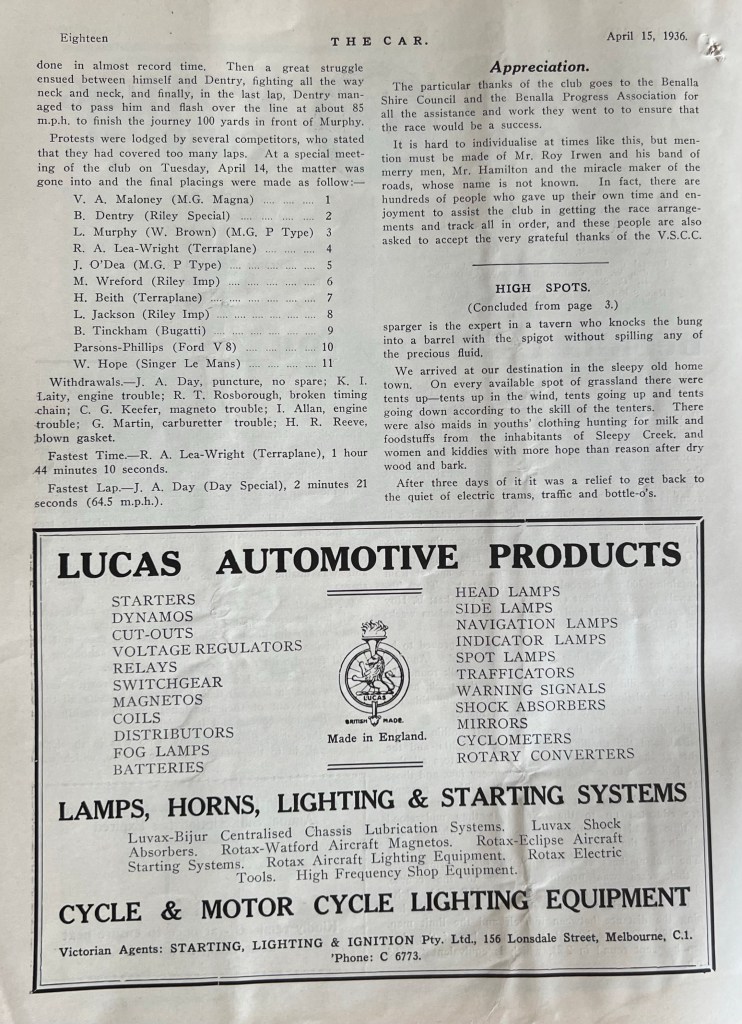 Eighteen
THE CAR.
April 15, 1936.
done in almost record time. Then a great struggle
ensued between himself and Dentry, fighting all the way
neck and neck, and finally, in the last lap, Dentry man-
aged to pass him and flash over the line at about 85
m.p.h. to finish the journey 100 yards in front of Murphy.
Protests were lodged by several competitors, who stated
that they had covered too many laps. At a special meet-
ing of the club on Tuesday, April 14, the matter was
gone into and the final placings were made as follow:—
V. A. Maloney (M.G. Magna) .... .... .... 1
B. Dentry (Riley Special) .... .... .... 2
L. Murphy (W. Brown) (M.G. P Type) 3
R. A. Lea-Wright (Terraplane) .... .... 4
J. O'Dea (M.G. P Type) .... .... .... 5
M. Wreford (Riley Imp) .... .... .... 6
H. Beith (Terraplane) .... .... .... .... 7
L. Jackson (Riley Imp) .... .... .... 8
B. Tinckham (Bugatti) .... .... .... 9
Parsons-Phillips (Ford V 8) .... .... .... 10
W. Hope (Singer Le Mans) .... .... .... 11
Withdrawals.—J. A. Day, puncture, no spare; K. I.
Laity, engine trouble; R. T. Rosborough, broken timing
chain; C. G. Keefer, magneto trouble; I. Allan, engine
trouble; G. Martin, carburetter trouble; H. R. Reeve,
blown gasket.
Fastest Time.—R. A. Lea-Wright (Terraplane), 1 hour
44 minutes 10 seconds.
Fastest Lap.—J. A. Day (Day Special), 2 minutes 21
seconds (64.5 m.p.h.).
Appreciation.
The particular thanks of the club goes to the Benalla
Shire Council and the Benalla Progress Association for
all the assistance and work they went to to ensure that
the race would be a success.
It is hard to individualise at times like this, but men-
tion must be made of Mr. Roy Irwen and his band of
merry men, Mr. Hamilton and the miracle maker of the
roads, whose name is not known. In fact, there are
hundreds of people who gave up their own time and en-
joyment to assist the club in getting the race arrange-
ments and track all in order, and these people are also
asked to accept the very grateful thanks of the V.S.C.C.
HIGH SPOTS.
(Concluded from page 3.)
sparger is the expert in a tavern who knocks the bung
into a barrel with the spigot without spilling any of
the precious fluid.
We arrived at our destination in the sleepy old home
town. On every available spot of grassland there were
tents up—tents up in the wind, tents going up and tents
going down according to the skill of the tenters. There
were also maids in youths' clothing hunting for milk and
foodstuffs from the inhabitants of Sleepy Creek, and
women and kiddies with more hope than reason after dry
wood and bark.
After three days of it it was a relief to get back to
the quiet of electric trams, traffic and bottle-o's.
LUCAS AUTOMOTIVE PRODUCTS
STARTERS
DYNAMOS
CUT-OUTS
VOLTAGE REGULATORS
RELAYS
SWITCHGEAR
MAGNETOS
COILS
DISTRIBUTORS
FOG LAMPS
BATTERIES
LUCAS
BRITISH MADE.
Made in England.
HEAD LAMPS
SIDE LAMPS
NAVIGATION LAMPS
INDICATOR LAMPS
SPOT LAMPS
TRAFFICATORS
WARNING SIGNALS
SHOCK ABSORBERS
MIRRORS
CYCLOMETERS
ROTARY CONVERTERS
LAMPS, HORNS, LIGHTING & STARTING SYSTEMS
Luvax-Bijur Centralised Chassis Lubrication Systems. Luvax Shock
Absorbers. Rotax-Watford Aircraft Magnetos. Rotax-Eclipse Aircraft
Starting Systems. Rotax Aircraft Lighting Equipment. Rotax Electric
Tools. High Frequency Shop Equipment.
CYCLE & MOTOR CYCLE LIGHTING EQUIPMENT
Victorian Agents: STARTING, LIGHTING & IGNITION Pty. Ltd., 156 Lonsdale Street, Melbourne, C.1.
'Phone: C 6773.